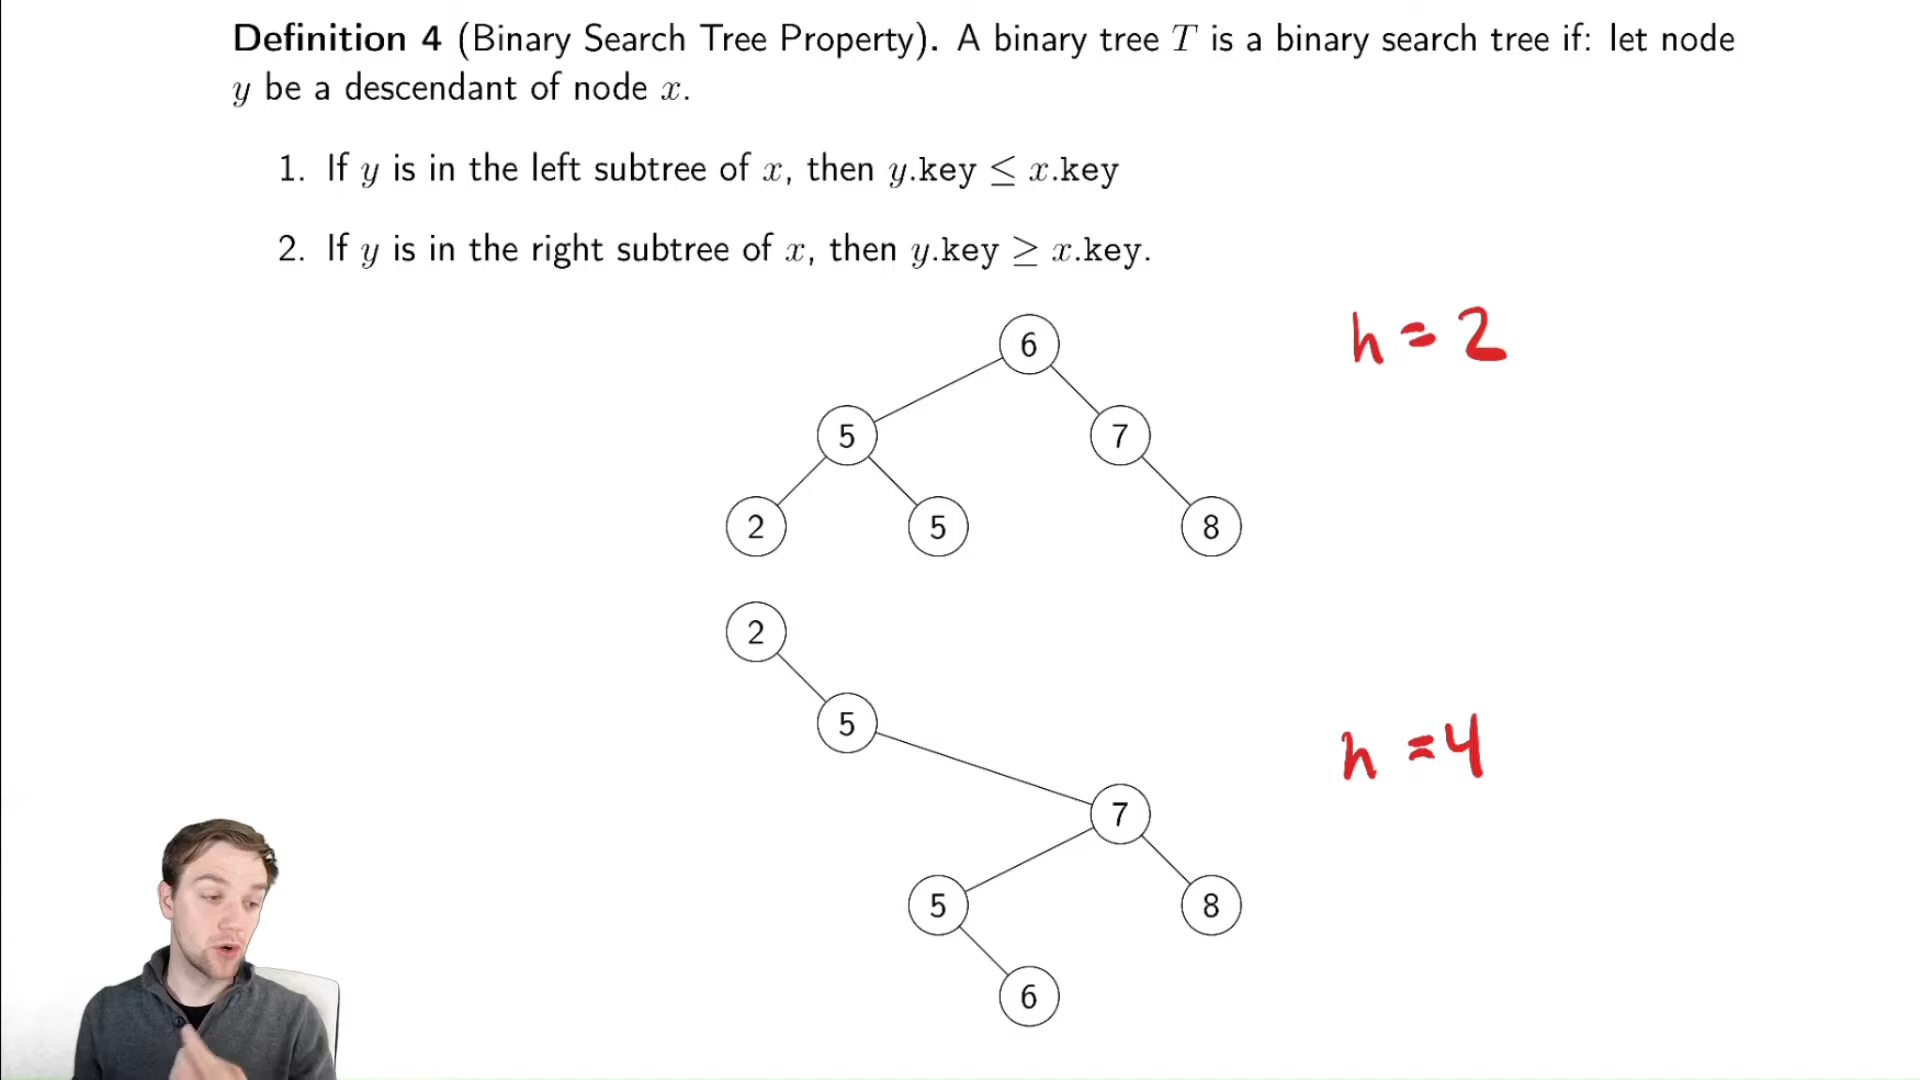 Definition 4 (Binary Search Tree Property). A binary tree T is a binary search tree if: let node
y be a descendant of node x.
1. If y is in the left subtree of x, then y.key ≤ x.key
2. If y is in the right subtree of x, then y.key ≥ x.key.
6
h = 2
5 7
2 5 8
2
5
h = 4
7
5 8
6